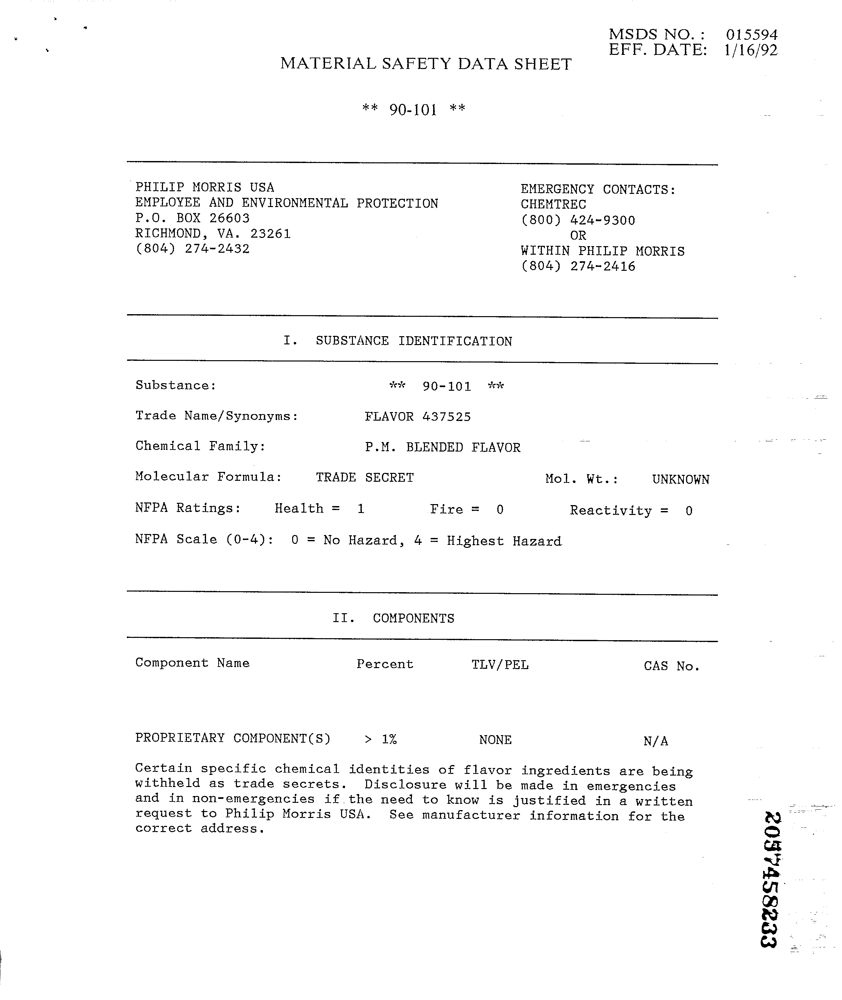 MSDS NO. : 015594
EFF. DATE: 1/16/92
MATERIAL SAFETY DATA SHEET
** 90-101 **
PHILIP MORRIS USA
EMPLOYEE AND ENVIRONMENTAL PROTECTION
P.O. BOX 26603
RICHMOND, VA. 23261
(804) 274-2432
EMERGENCY CONTACTS:
CHEMTREC
(800) 424-9300
OR
WITHIN PHILIP MORRIS
(804) 274-2416
I. SUBSTANCE IDENTIFICATION
Substance: ** 90-101 **
Trade Name/Synonyms: FLAVOR 437525
Chemical Family: P.M. BLENDED FLAVOR
Molecular Formula: TRADE SECRET Mol. Wt.: UNKNOWN
NFPA Ratings: Health = 1 Fire = 0 Reactivity = 0
NFPA Scale (0-4): 0 = No Hazard, 4 = Highest Hazard
II. COMPONENTS
Component Name Percent TLV/PEL CAS No.
PROPRIETARY COMPONENT(S) > 1% NONE N/A
Certain specific chemical identities of flavor ingredients are being
withheld as trade secrets. Disclosure will be made in emergencies
and in non-emergencies if the need to know is justified in a written
request to Philip Morris USA. See manufacturer information for the
correct address.
2057458233